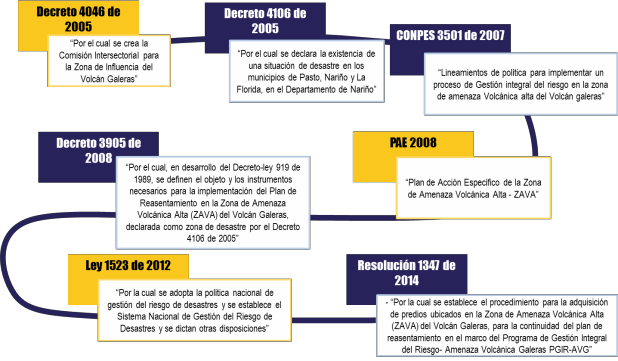 Decreto 4046 de
2005
“Por el cual se crea la
Comisión Intersectorial para
la Zona de Influencia del
Volcán Galeras”
Decreto 4106 de
2005
“Por el cual se declara la existencia de
una situación de desastre en los
municipios de Pasto, Nariño y La
Florida, en el Departamento de Nariño”
CONPES 3501 de 2007
“Lineamientos de política para implementar un
proceso de Gestión integral del riesgo en la zona
de amenaza Volcánica alta del Volcán galeras”
PAE 2008
“Plan de Acción Específico de la Zona
de Amenaza Volcánica Alta - ZAVA”
Decreto 3905 de
2008
“Por el cual, en desarrollo del Decreto-ley 919 de
1989, se definen el objeto y los instrumentos
necesarios para la implementación del Plan de
Reasentamiento en la Zona de Amenaza
Volcánica Alta (ZAVA) del Volcán Galeras,
declarada como zona de desastre por el Decreto
4106 de 2005”
Ley 1523 de 2012
“Por la cual se adopta la política nacional de
gestión del riesgo de desastres y se establece el
Sistema Nacional de Gestión del Riesgo de
Desastres y se dictan otras disposiciones”
Resolución 1347 de
2014
- “Por la cual se establece el procedimiento para la adquisición
de predios ubicados en la Zona de Amenaza Volcánica Alta
(ZAVA) del Volcán Galeras, para la continuidad del plan de
reasentamiento en el marco del Programa de Gestión Integral
del Riesgo- Amenaza Volcánica Galeras PGIR-AVG”